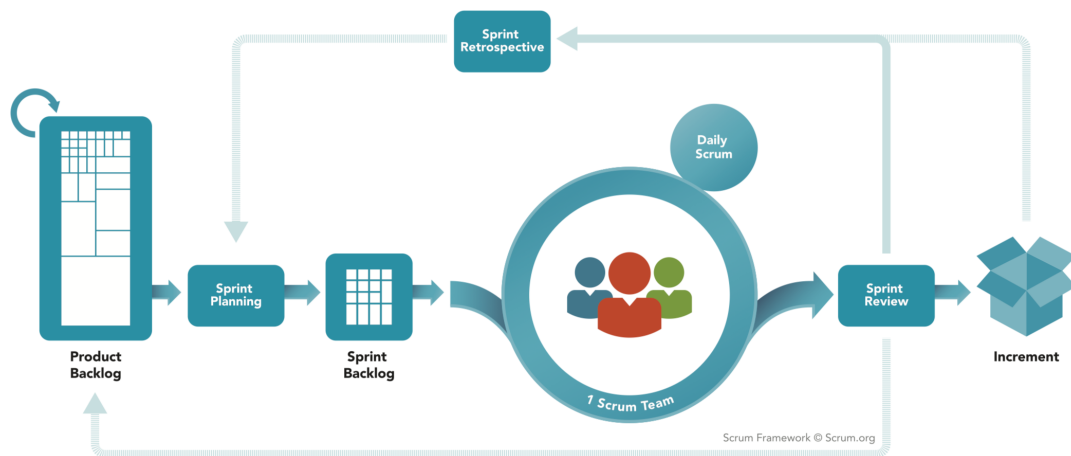 Sprint
Retrospective
Daily
Scrum
Sprint
Planning
Sprint
Review
Product
Backlog
Sprint
Backlog
1 Scrum Team
Increment
Scrum Framework © Scrum.org